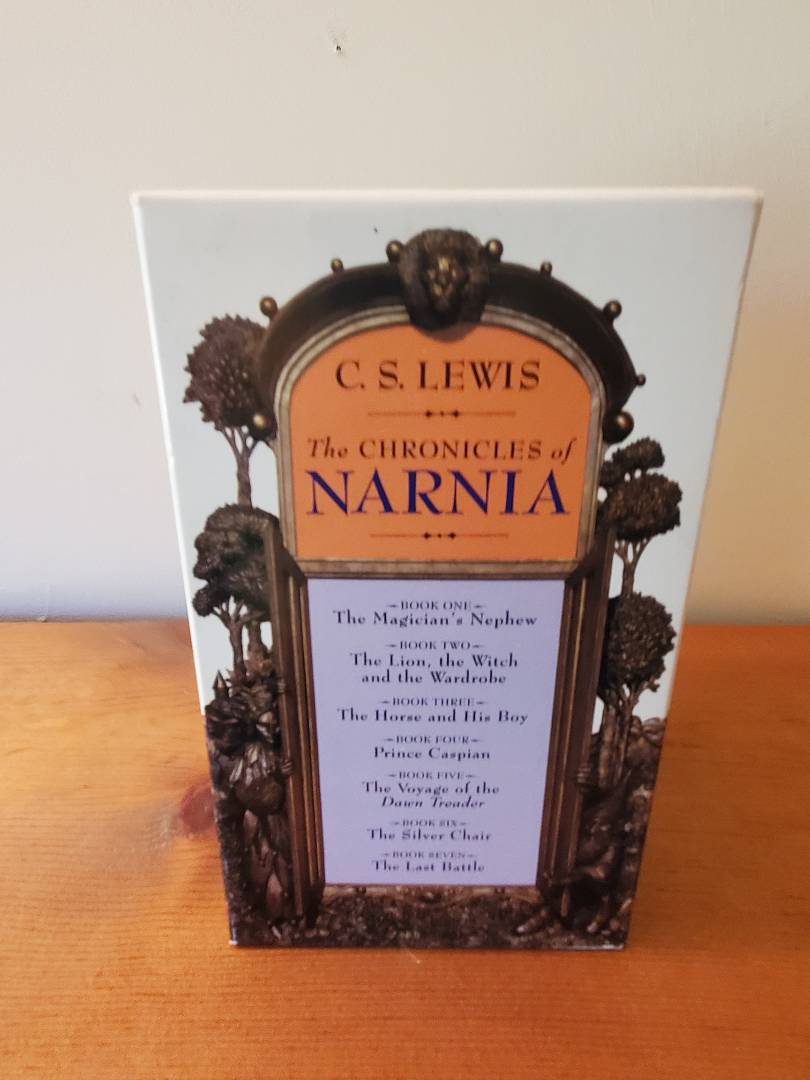 C. S. LEWIS
The CHRONICLES of
NARNIA
BOOK ONE
The Magician's Nephew
BOOK TWO
The Lion, the Witch
and the Wardrobe
BOOK THREE
The Horse and His Boy
BOOK FOUR
Prince Caspian
BOOK FIVE
The Voyage of the
Dawn Treader
BOOK SIX
The Silver Chair
BOOK SEVEN
The Last Battle